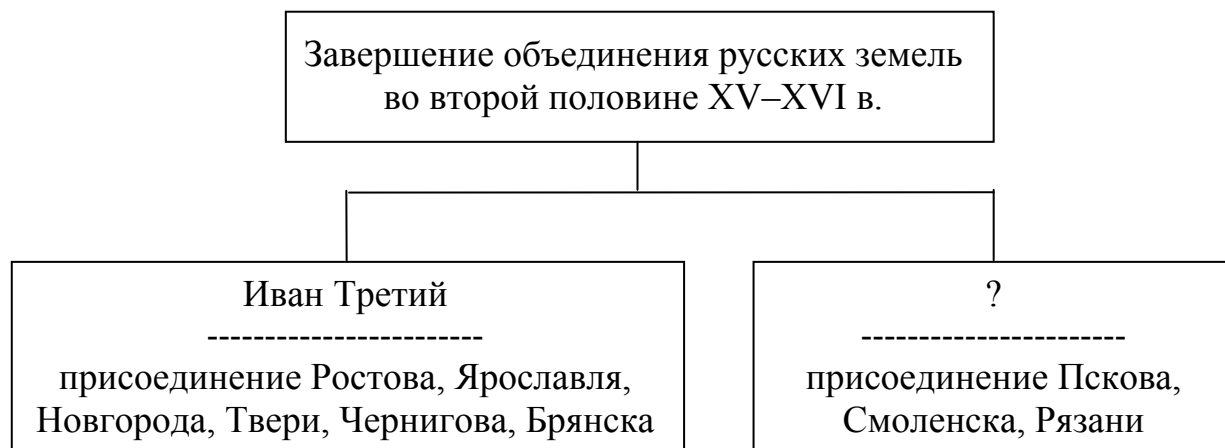 Завершение объединения русских земель
во второй половине XV–XVI в.
Иван Третий
------------------------
присоединение Ростова, Ярославля,
Новгорода, Твери, Чернигова, Брянска
?
-----------------------
присоединение Пскова,
Смоленска, Рязани